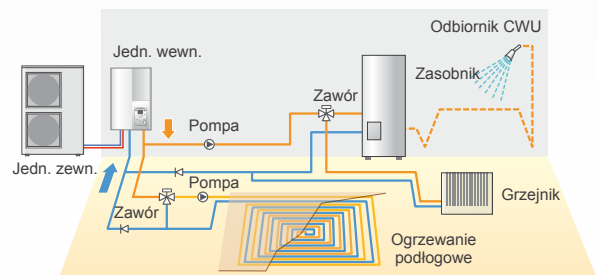 Odbiornik CWU
Jedn. wewn.
Zasobnik
Zawór
Pompa
Jedn. zewn.
Pompa
Grzejnik
Zawór
Ogrzewanie
podłogowe